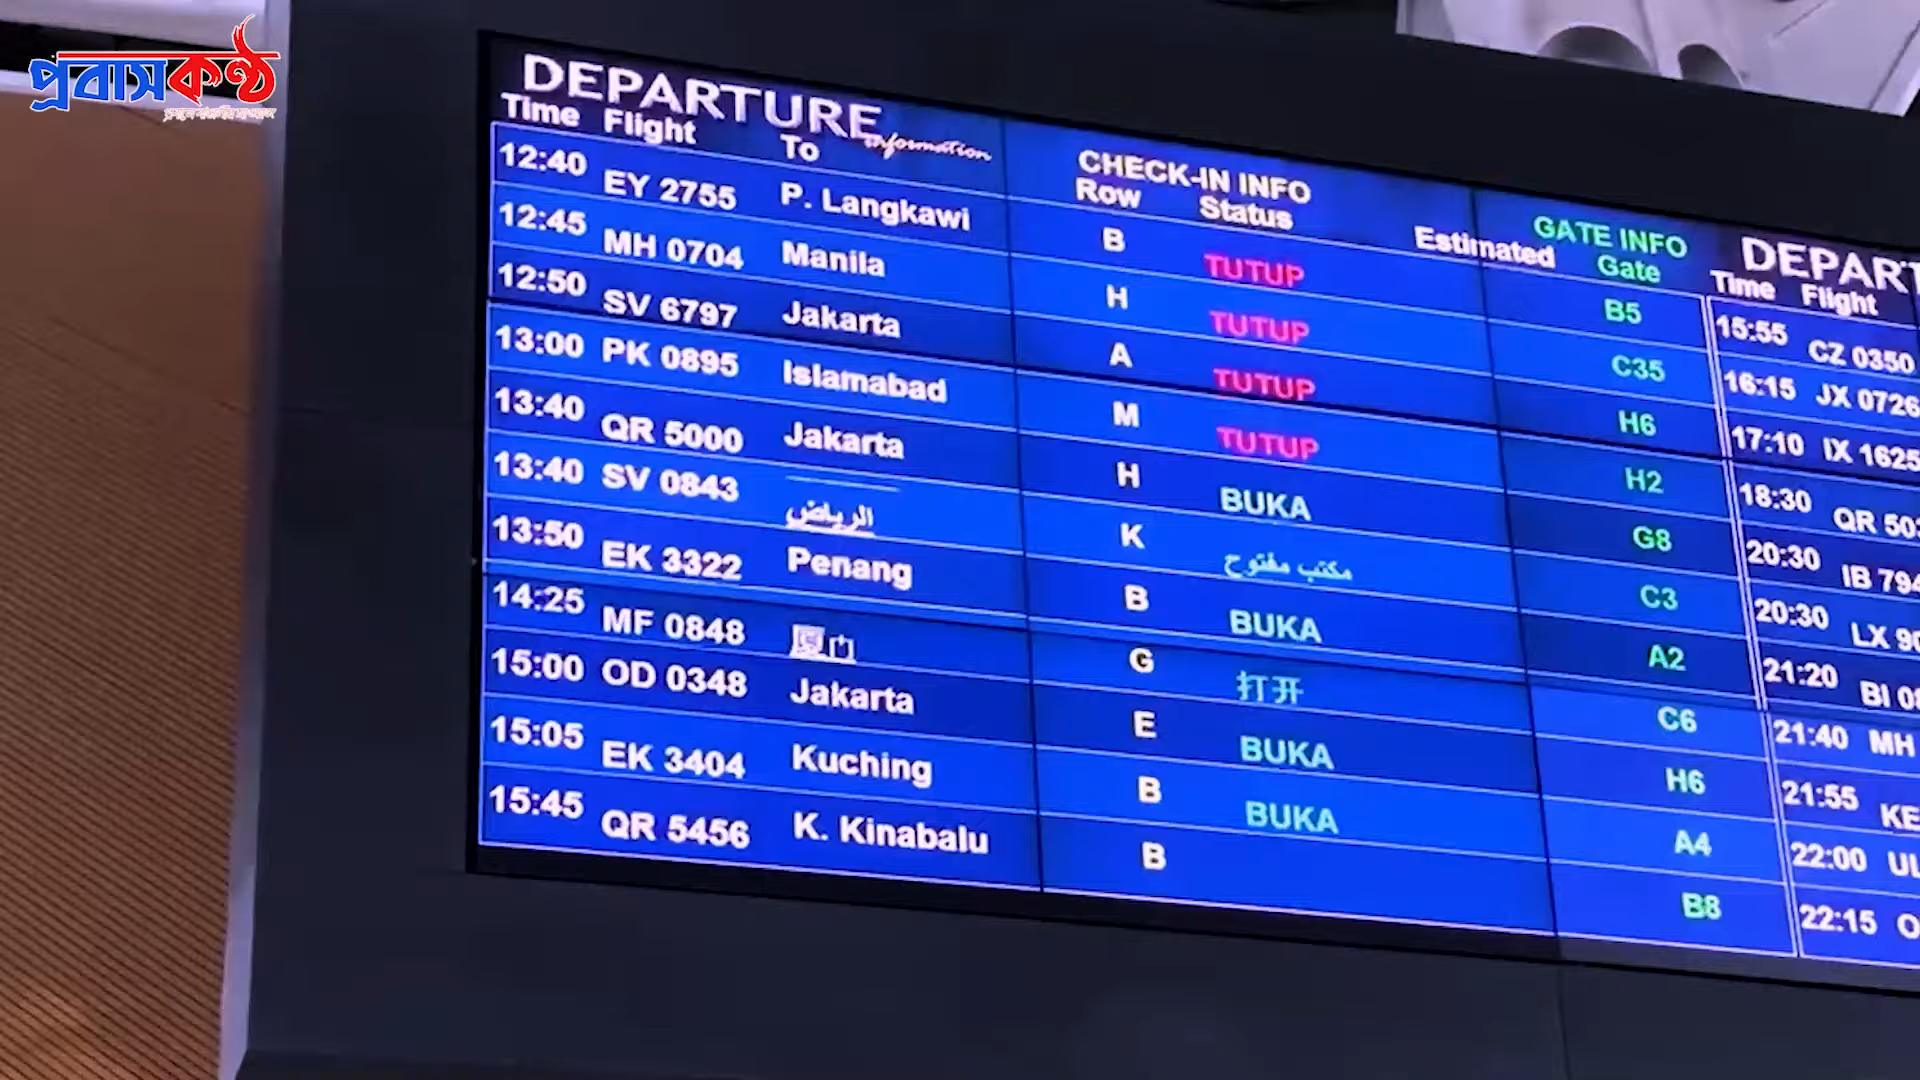 প্রবাসকণ্ঠ
DEPARTURE information
Time Flight To
CHECK-IN INFO
Row Status Estimated
GATE INFO
Gate
12:40 EY 2755 P. Langkawi B TUTUP B5
12:45 MH 0704 Manila H TUTUP C35
12:50 SV 6797 Jakarta A TUTUP H6
13:00 PK 0895 Islamabad M TUTUP H2
13:40 QR 5000 Jakarta H BUKA G8
13:40 SV 0843 الرياض K مكتب مفتوح C3
13:50 EK 3322 Penang B BUKA A2
14:25 MF 0848 G 打开 C6
15:00 OD 0348 Jakarta E BUKA H6
15:05 EK 3404 Kuching B BUKA A4
15:45 QR 5456 K. Kinabalu B B8
DEPART
Time Flight
15:55 CZ 0350
16:15 JX 0726
17:10 IX 1625
18:30 QR 503
20:30 IB 794
20:30 LX 90
21:20 BI 08
21:40 MH
21:55 KE
22:00 UL
22:15 O